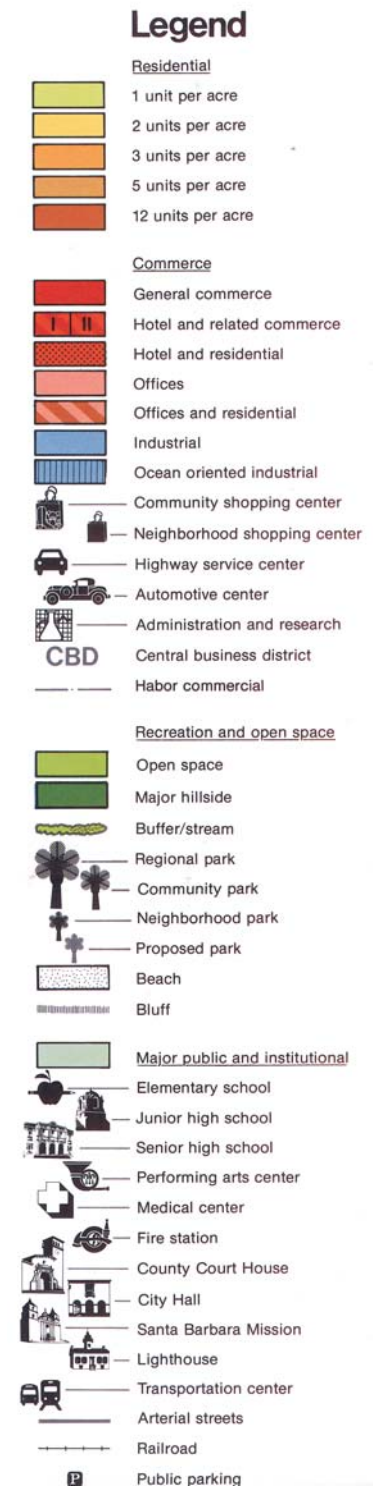 Legend
Residential
1 unit per acre
2 units per acre
3 units per acre
5 units per acre
12 units per acre
Commerce
General commerce
I II
Hotel and related commerce
Hotel and residential
Offices
Offices and residential
Industrial
Ocean oriented industrial
Community shopping center
Neighborhood shopping center
Highway service center
Automotive center
Administration and research
CBD Central business district
Habor commercial
Recreation and open space
Open space
Major hillside
Buffer/stream
Regional park
Community park
Neighborhood park
Proposed park
Beach
Bluff
Major public and institutional
Elementary school
Junior high school
Senior high school
Performing arts center
Medical center
Fire station
County Court House
City Hall
Santa Barbara Mission
Lighthouse
Transportation center
Arterial streets
Railroad
P Public parking